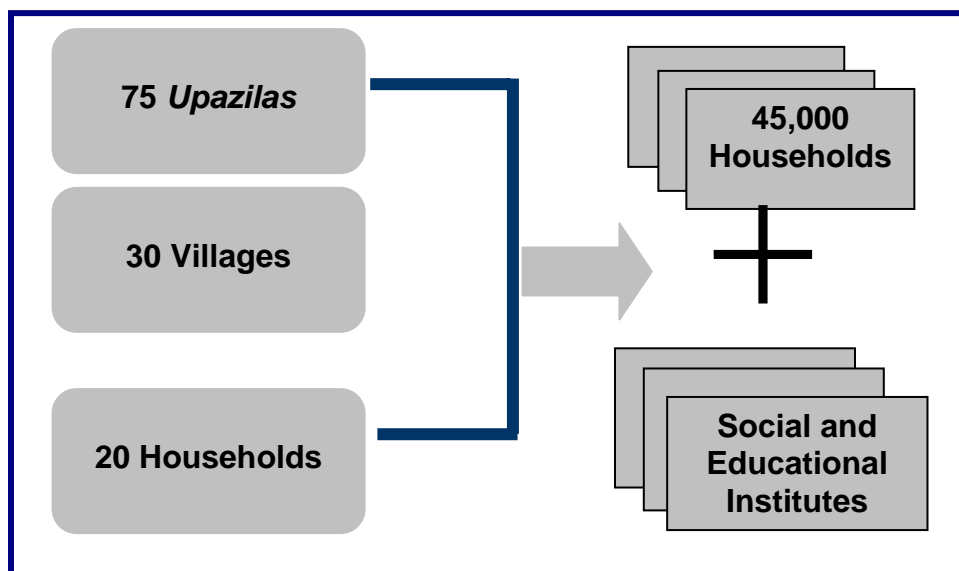 75 Upazilas
30 Villages
20 Households
45,000
Households
Social and
Educational
Institutes